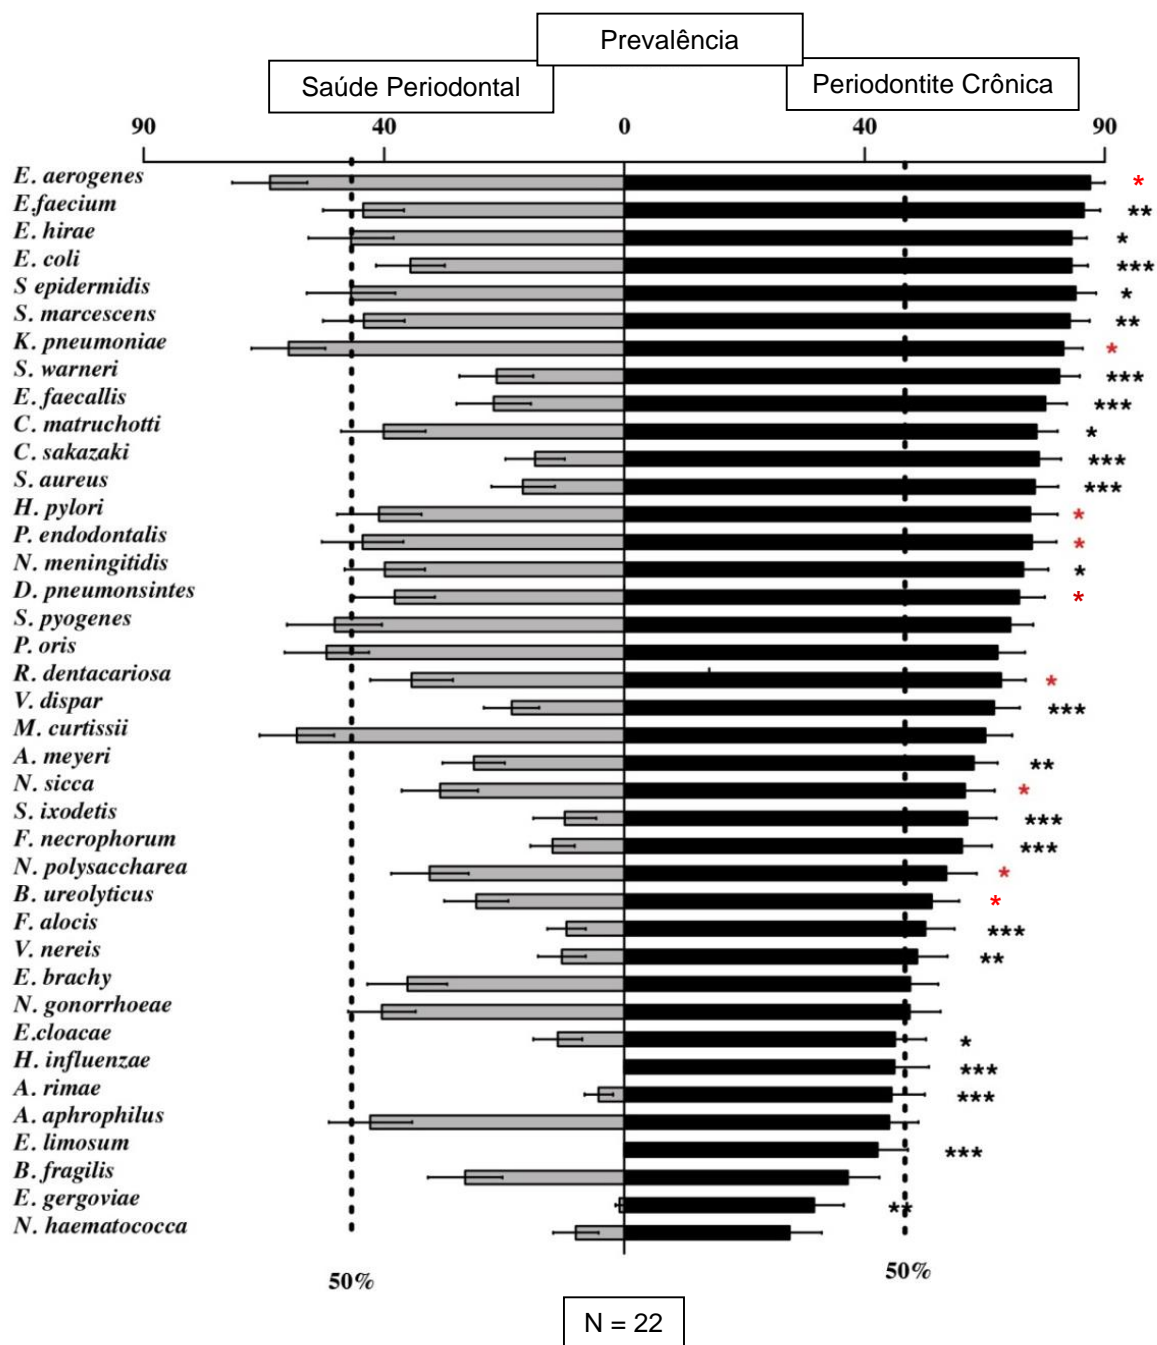 Prevalência
Saúde Periodontal
Periodontite Crônica
90 40 0 40 90
E. aerogenes *
E.faecium **
E. hirae *
E. coli ***
S epidermidis *
S. marcescens **
K. pneumoniae *
S. warneri ***
E. faecallis ***
C. matruchotti *
C. sakazaki ***
S. aureus ***
H. pylori *
P. endodontalis *
N. meningitidis *
D. pneumonsintes *
S. pyogenes
P. oris
R. dentacariosa *
V. dispar ***
M. curtissii
A. meyeri **
N. sicca *
S. ixodetis ***
F. necrophorum ***
N. polysaccharea *
B. ureolyticus *
F. alocis ***
V. nereis **
E. brachy
N. gonorrhoeae
E.cloacae *
H. influenzae ***
A. rimae ***
A. aphrophilus
E. limosum ***
B. fragilis
E. gergoviae **
N. haematococca
50% 50%
N = 22